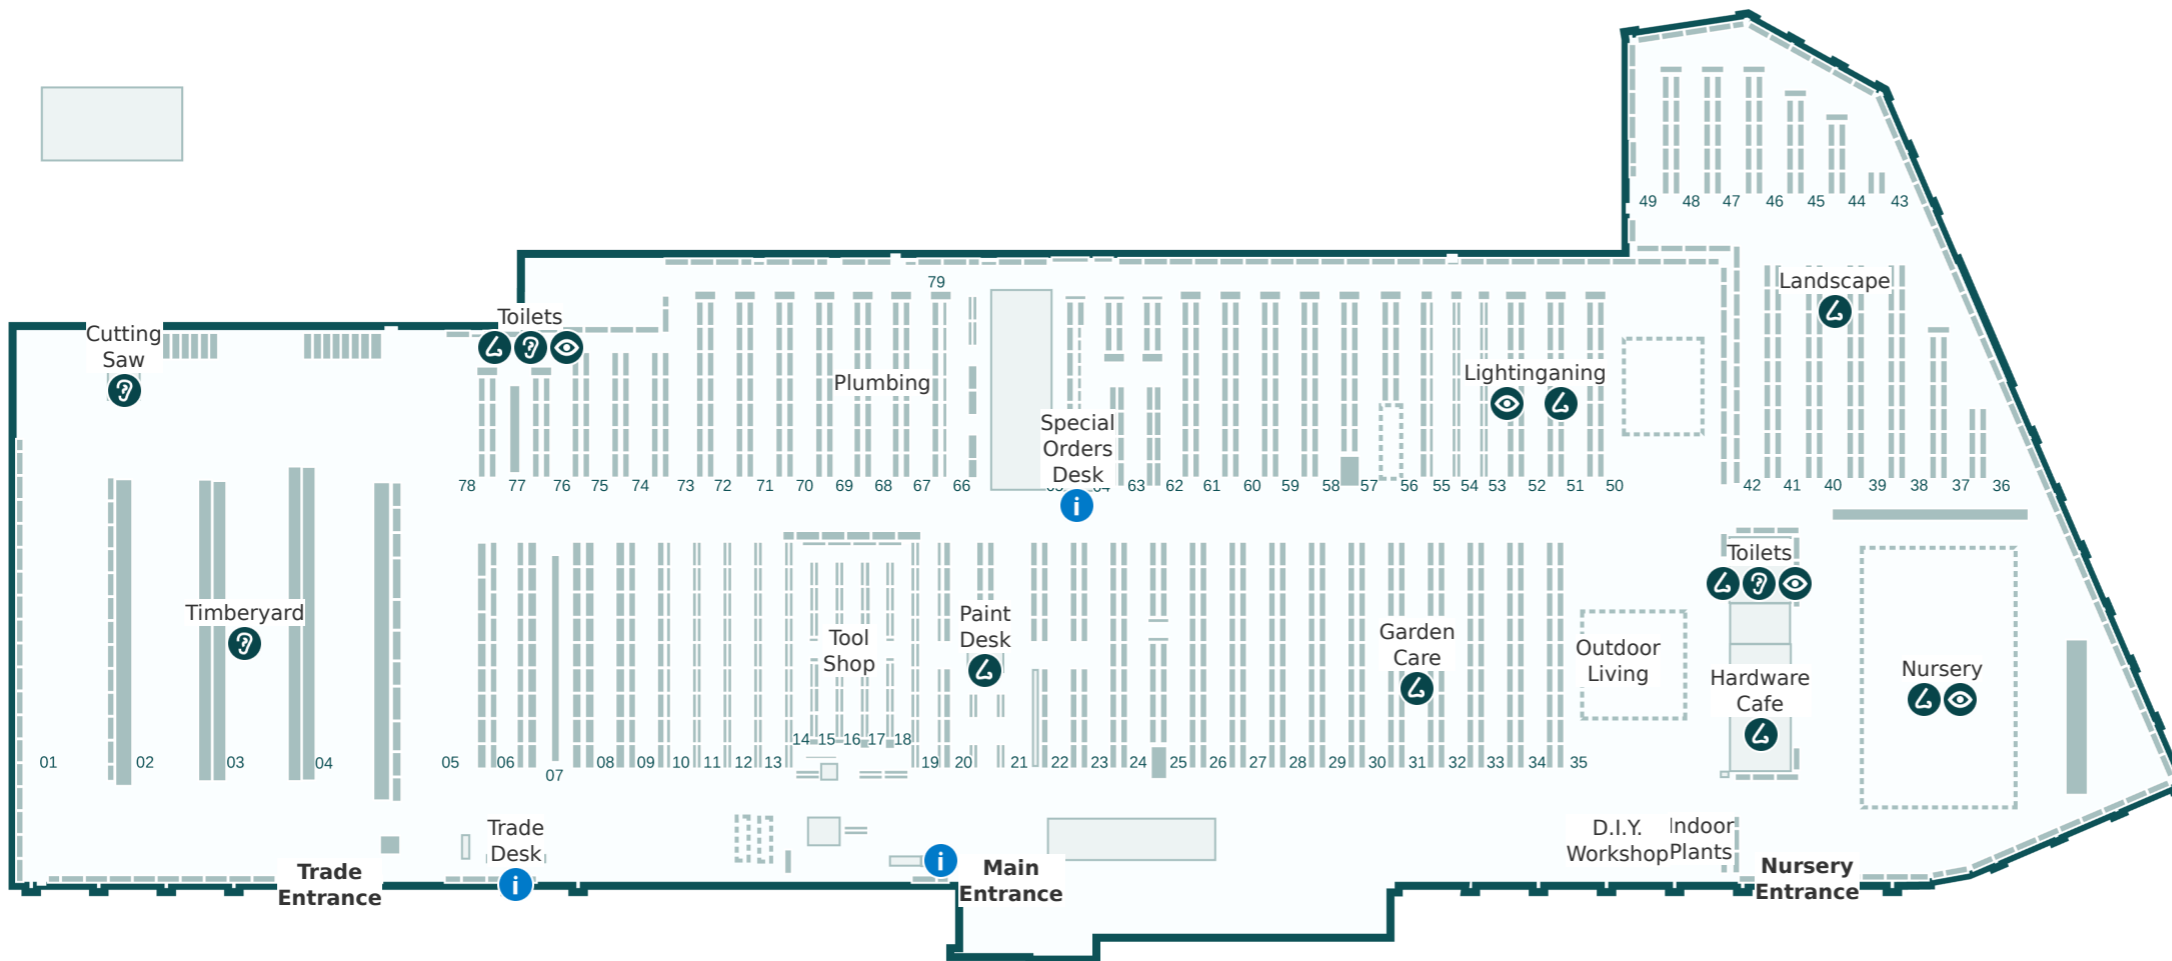 49 48 47 46 45 44 43
79
Landscape
Toilets
Cutting
Saw
Plumbing
Lightinganing
Special
Orders
Desk
78 77 76 75 74 73 72 71 70 69 68 67 66 63 62 61 60 59 58 57 56 55 54 53 52 51 50
42 41 40 39 38 37 36
Toilets
Timberyard
Tool
Shop
Paint
Desk
Garden
Care
Outdoor
Living
Hardware
Cafe
Nursery
14 15 16 17 18
01 02 03 04 05 06 07 08 09 10 11 12 13 19 20 21 22 23 24 25 26 27 28 29 30 31 32 33 34 35
Trade
Desk
i
i
i
D.I.Y.
Workshop
Indoor
Plants
Trade
Entrance
Main
Entrance
Nursery
Entrance